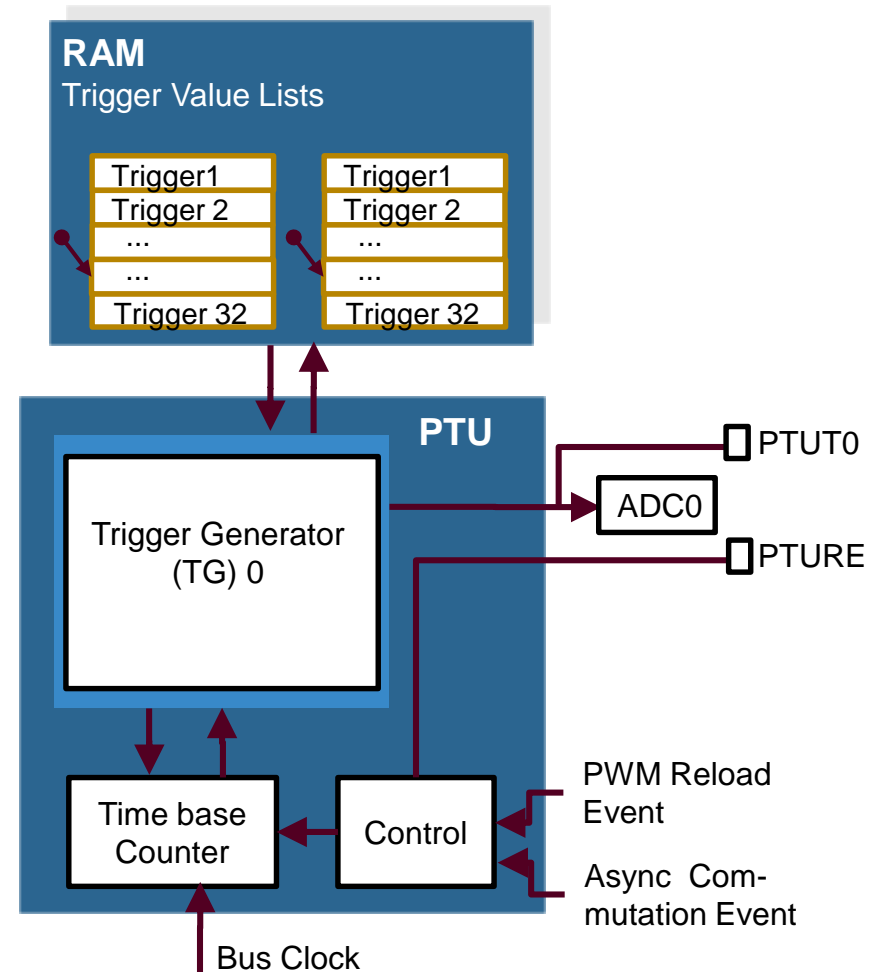 RAM
Trigger Value Lists
Trigger1
Trigger 2
...
...
Trigger 32
Trigger1
Trigger 2
...
...
Trigger 32
PTU
PTUT0
ADC0
PTURE
Trigger Generator
(TG) 0
Time base
Counter
Control
PWM Reload
Event
Async Com-
mutation Event
Bus Clock